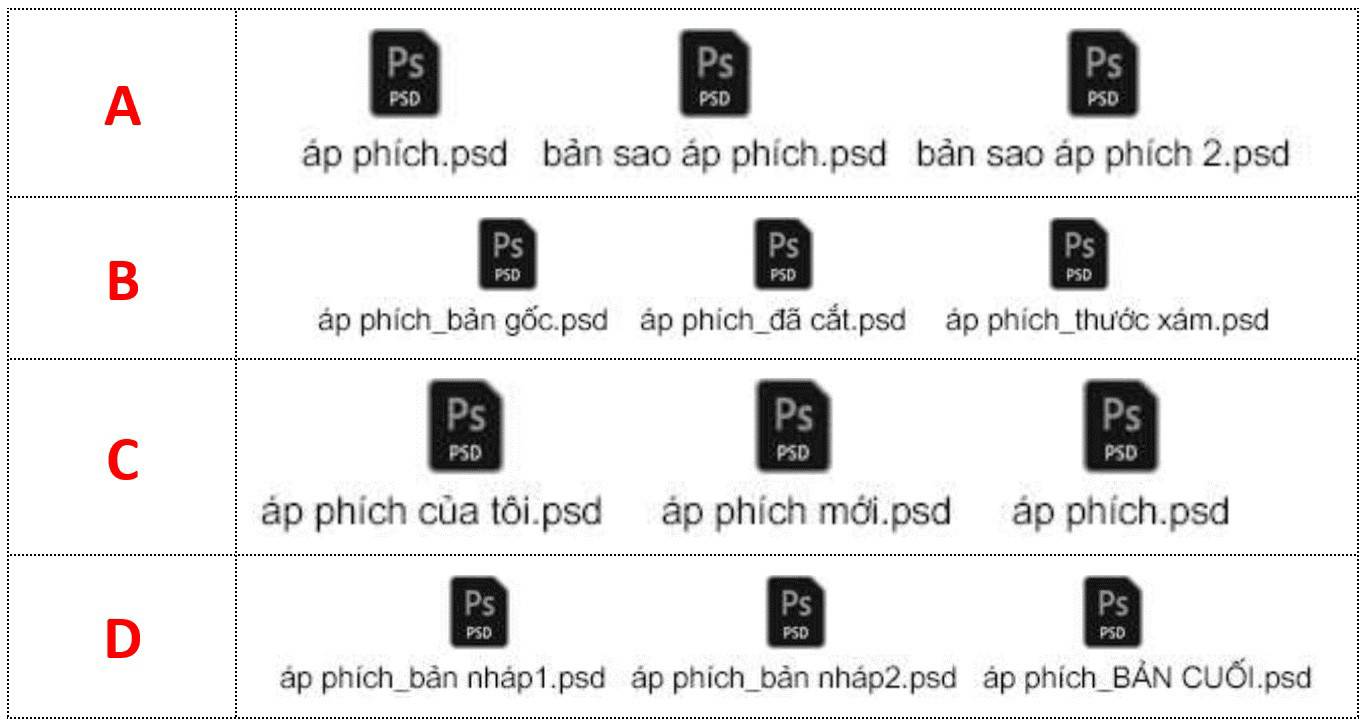 A
Ps Ps Ps
PSD PSD PSD
áp phích.psd bản sao áp phích.psd bản sao áp phích 2.psd
B
Ps Ps Ps
PSD PSD PSD
áp phích_bản gốc.psd áp phích_đã cắt.psd áp phích_thước xám.psd
C
Ps Ps Ps
PSD PSD PSD
áp phích của tôi.psd áp phích mới.psd áp phích.psd
D
Ps Ps Ps
PSD PSD PSD
áp phích_bản nháp1.psd áp phích_bản nháp2.psd áp phích_BẢN CUỐI.psd